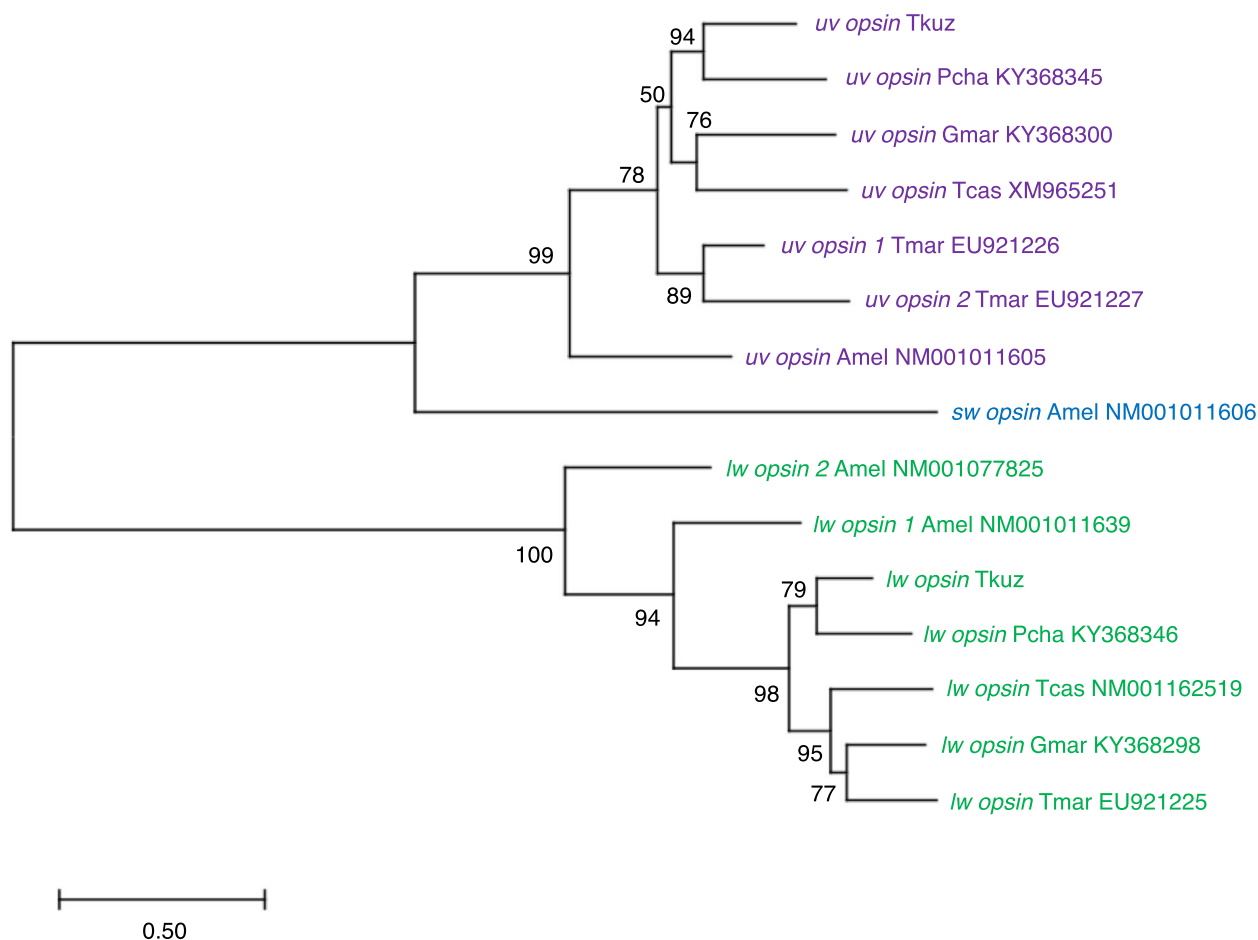 uv opsin Tkuz
94
uv opsin Pcha KY368345
50
76
uv opsin Gmar KY368300
78
uv opsin Tcas XM965251
uv opsin 1 Tmar EU921226
99
89
uv opsin 2 Tmar EU921227
uv opsin Amel NM001011605
sw opsin Amel NM001011606
lw opsin 2 Amel NM001077825
lw opsin 1 Amel NM001011639
100
lw opsin Tkuz
79
94
lw opsin Pcha KY368346
lw opsin Tcas NM001162519
98
lw opsin Gmar KY368298
95
77
lw opsin Tmar EU921225
0.50